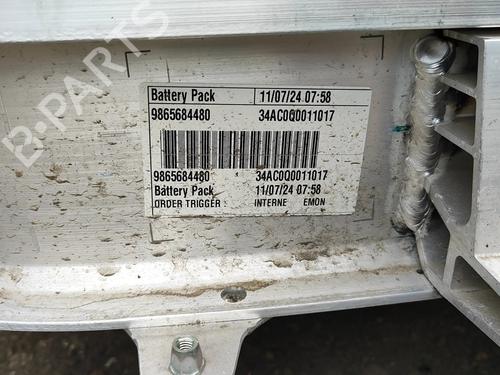 B-PARTS
Battery Pack 11/07/24 07:58
9865684480 34AC0Q0011017
9865684480 34AC0Q0011017
Battery Pack 11/07/24 07:58
ORDER TRIGGER : INTERNE EMON